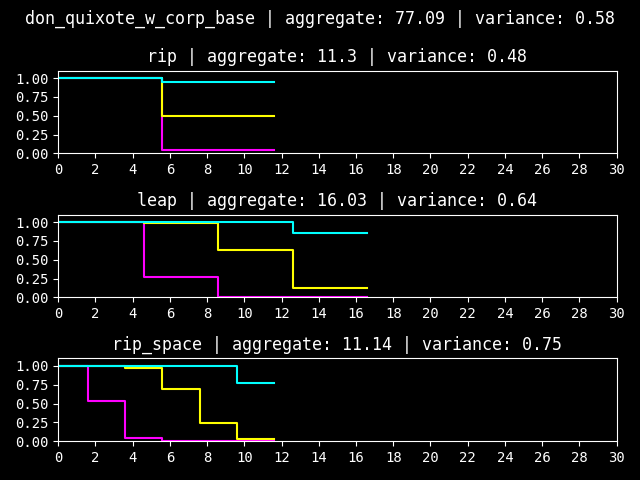 don_quixote_w_corp_base | aggregate: 77.09 | variance: 0.58
rip | aggregate: 11.3 | variance: 0.48
1.00
0.75
0.50
0.25
0.00
0 2 4 6 8 10 12 14 16 18 20 22 24 26 28 30
leap | aggregate: 16.03 | variance: 0.64
1.00
0.75
0.50
0.25
0.00
0 2 4 6 8 10 12 14 16 18 20 22 24 26 28 30
rip_space | aggregate: 11.14 | variance: 0.75
1.00
0.75
0.50
0.25
0.00
0 2 4 6 8 10 12 14 16 18 20 22 24 26 28 30